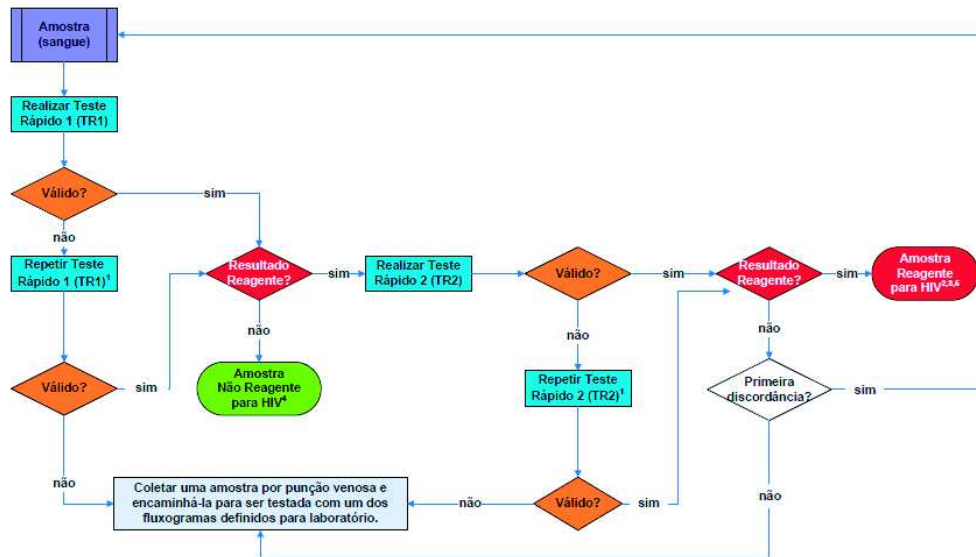 Amostra
(sangue)
Realizar Teste
Rápido 1 (TR1)
Válido?
sim
não
Repetir Teste
Rápido 1 (TR1)¹
Válido?
sim
não
Resultado
Reagente?
sim
não
Amostra
Não Reagente
para HIV⁴
Realizar Teste
Rápido 2 (TR2)
Válido?
sim
não
Repetir Teste
Rápido 2 (TR2)¹
Válido?
sim
não
Resultado
Reagente?
sim
não
Amostra
Reagente
para HIV²,³,⁵
Primeira
discordância?
sim
não
Coletar uma amostra por punção venosa e
encaminhá-la para ser testada com um dos
fluxogramas definidos para laboratório.